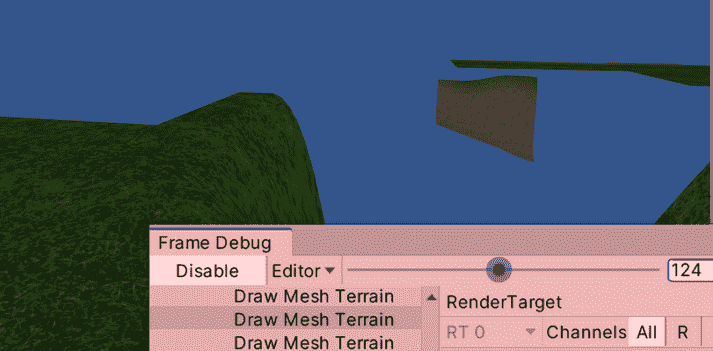 Frame Debug
Disable Editor 124
Draw Mesh Terrain
RenderTarget
Draw Mesh Terrain
RT 0 Channels All R
Draw Mesh Terrain